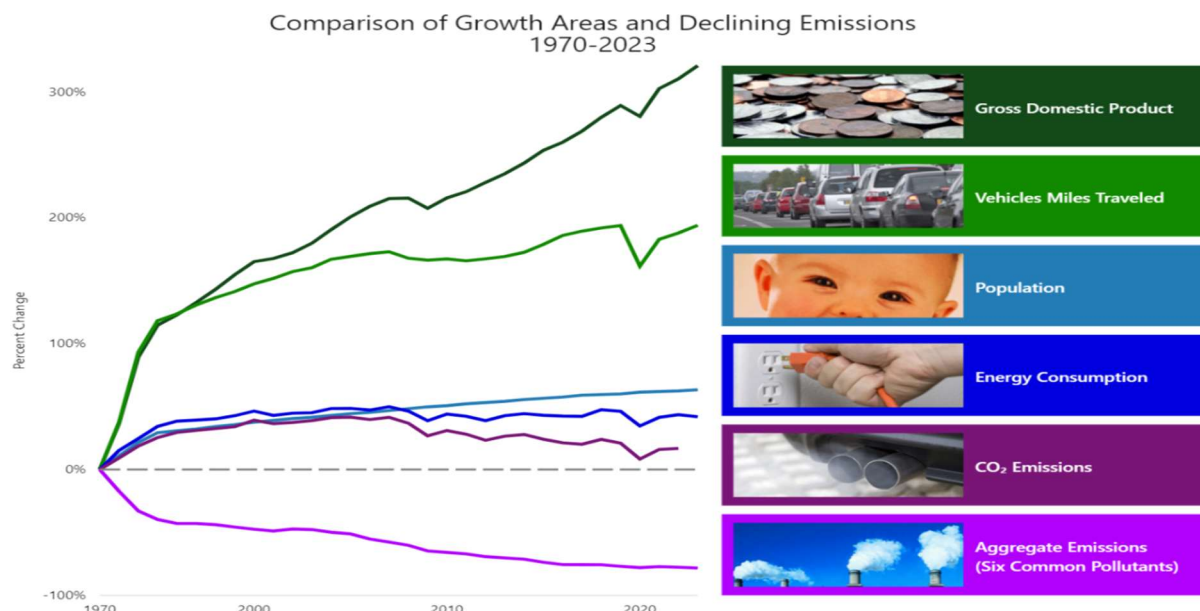 Comparison of Growth Areas and Declining Emissions
1970-2023
300%
200%
100%
0%
-100%
Percent Change
1970
2000
2010
2020
Gross Domestic Product
Vehicles Miles Traveled
Population
Energy Consumption
CO₂ Emissions
Aggregate Emissions
(Six Common Pollutants)